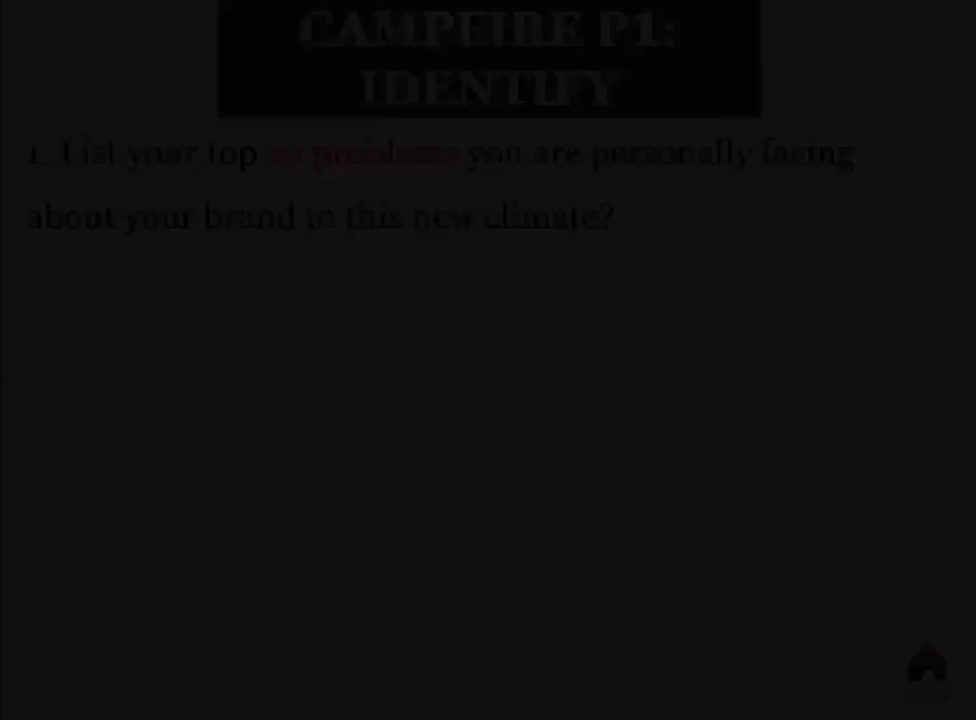 CAMPFIRE P1:
IDENTIFY
1. List your top 10 problems you are personally facing
about your brand in this new climate?